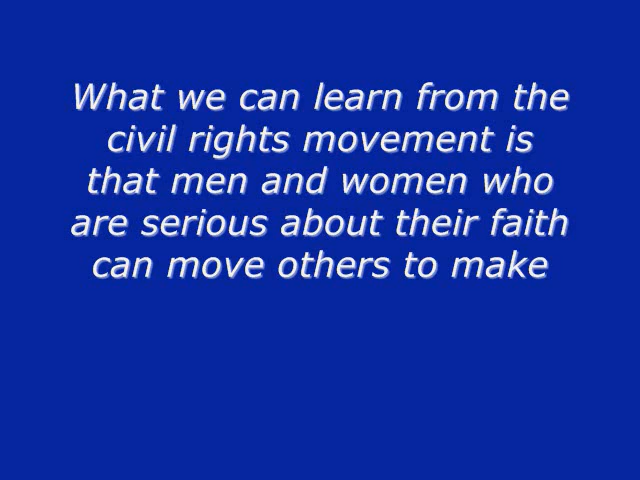 What we can learn from the
civil rights movement is
that men and women who
are serious about their faith
can move others to make